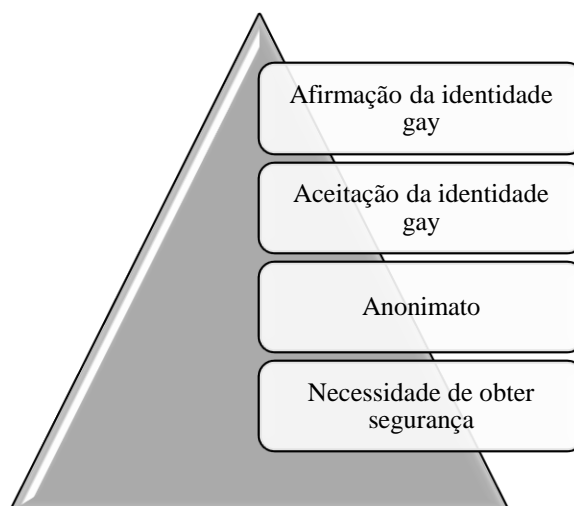 Afirmação da identidade
gay
Aceitação da identidade
gay
Anonimato
Necessidade de obter
segurança